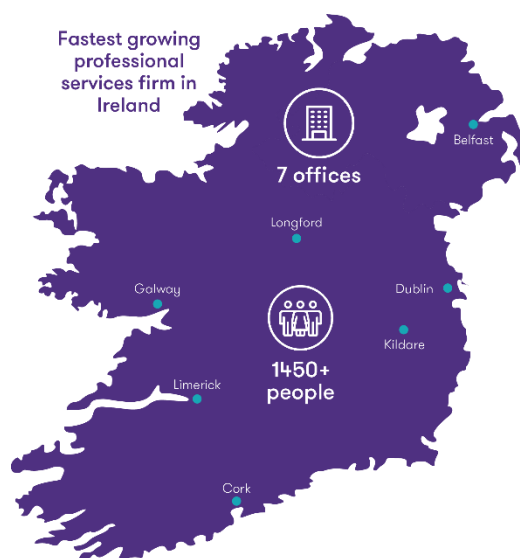 Fastest growing
professional
services firm in
Ireland
Belfast
7 offices
Longford
Galway
Dublin
Kildare
1450+
people
Limerick
Cork